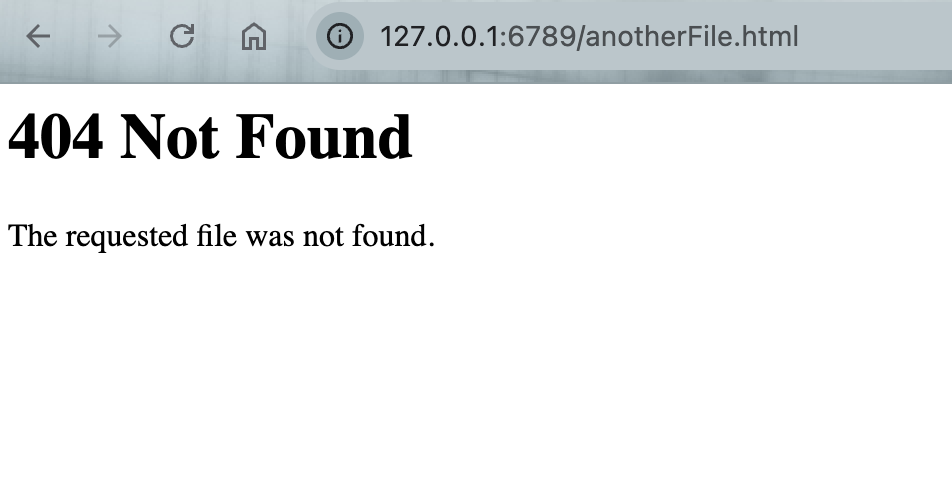 127.0.0.1:6789/anotherFile.html
404 Not Found
The requested file was not found.